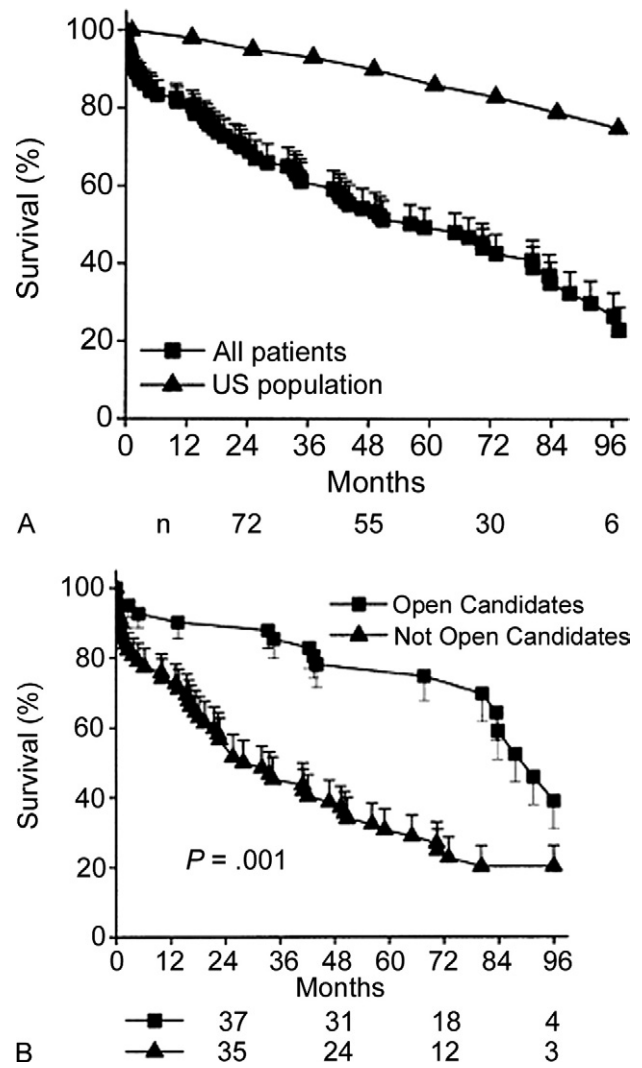 100
80
60
40
20
0
Survival (%)
All patients
US population
0 12 24 36 48 60 72 84 96
Months
A n 72 55 30 6
100
80
60
40
20
0
Survival (%)
Open Candidates
Not Open Candidates
P = .001
0 12 24 36 48 60 72 84 96
Months
37 31 18 4
B 35 24 12 3